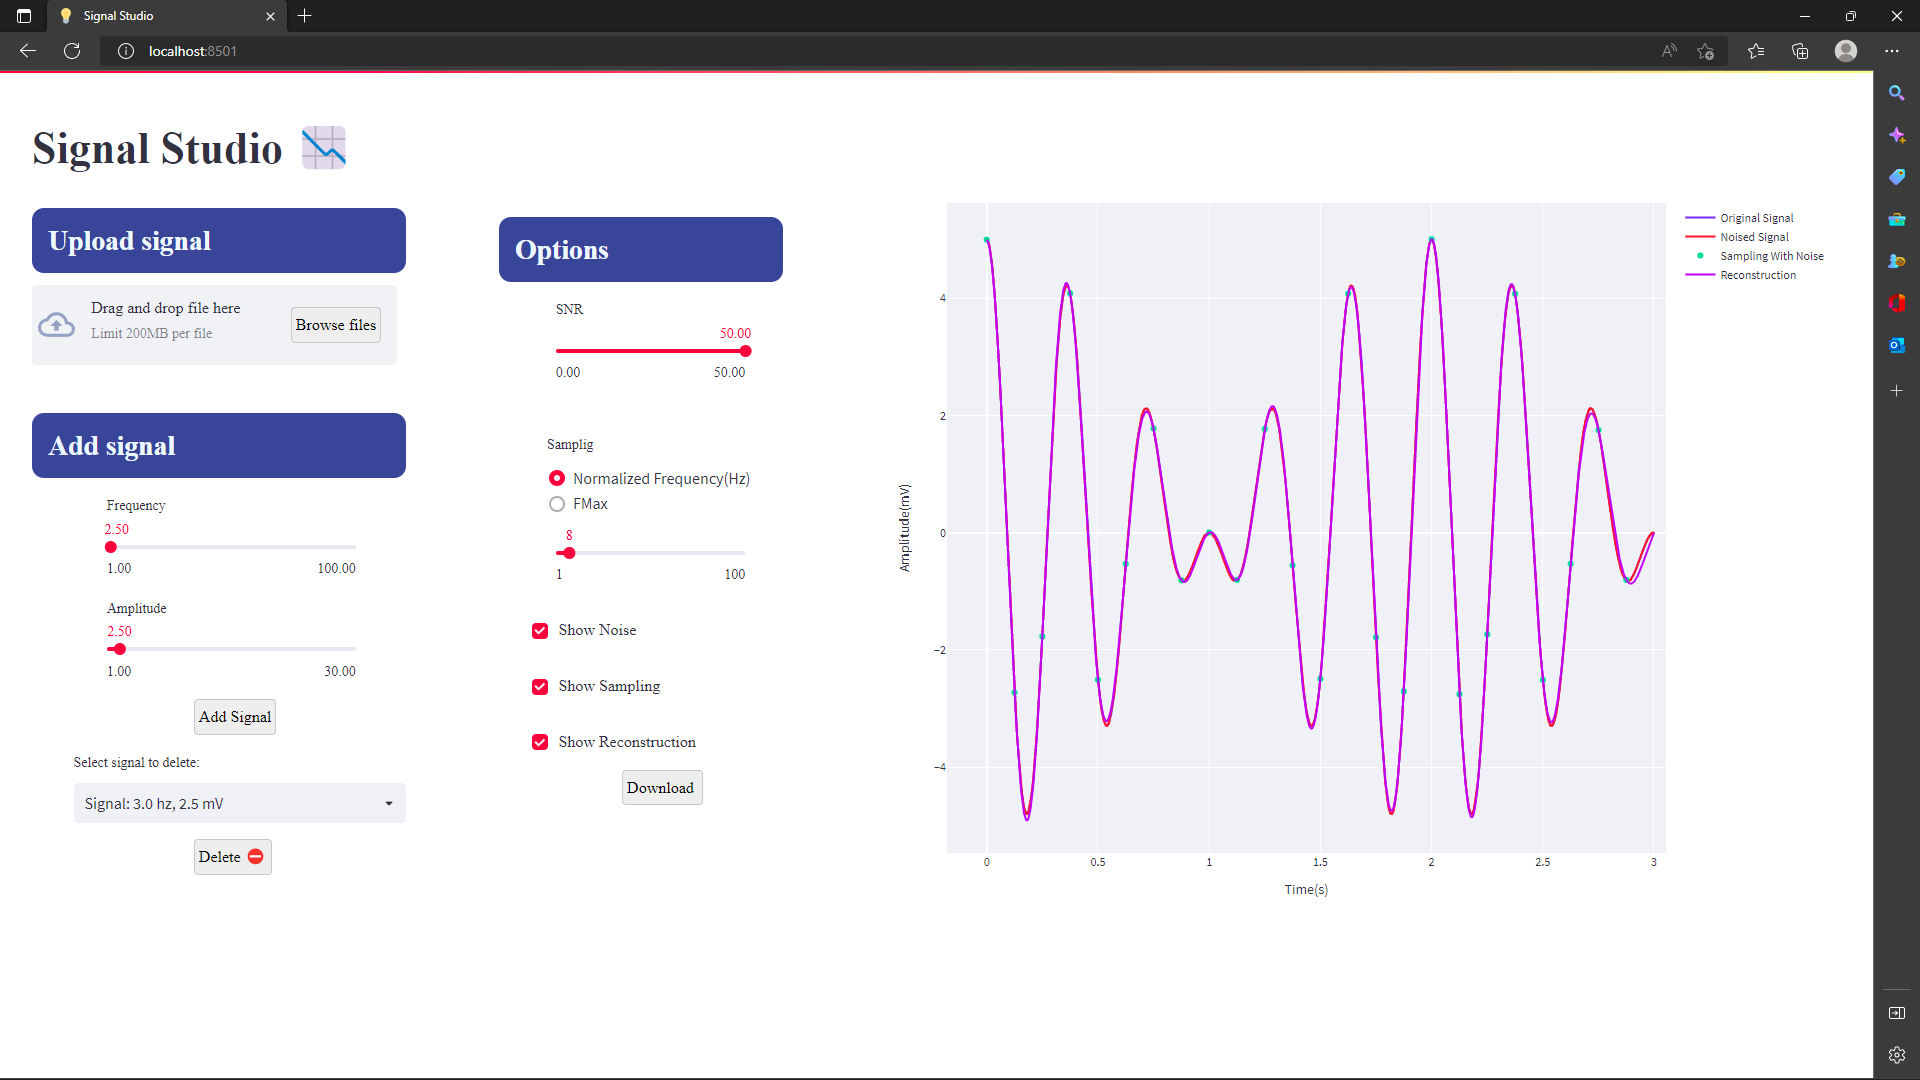 Signal Studio
localhost:8501
Signal Studio
Upload signal
Drag and drop file here
Limit 200MB per file
Browse files
Add signal
Frequency
2.50
1.00 100.00
Amplitude
2.50
1.00 30.00
Add Signal
Select signal to delete:
Signal: 3.0 hz, 2.5 mV
Delete
Options
SNR
50.00
0.00 50.00
Samplig
Normalized Frequency(Hz)
FMax
8
1 100
Show Noise
Show Sampling
Show Reconstruction
Download
Amplitude(mV)
4
2
0
−2
−4
0 0.5 1 1.5 2 2.5 3
Time(s)
Original Signal
Noised Signal
Sampling With Noise
Reconstruction